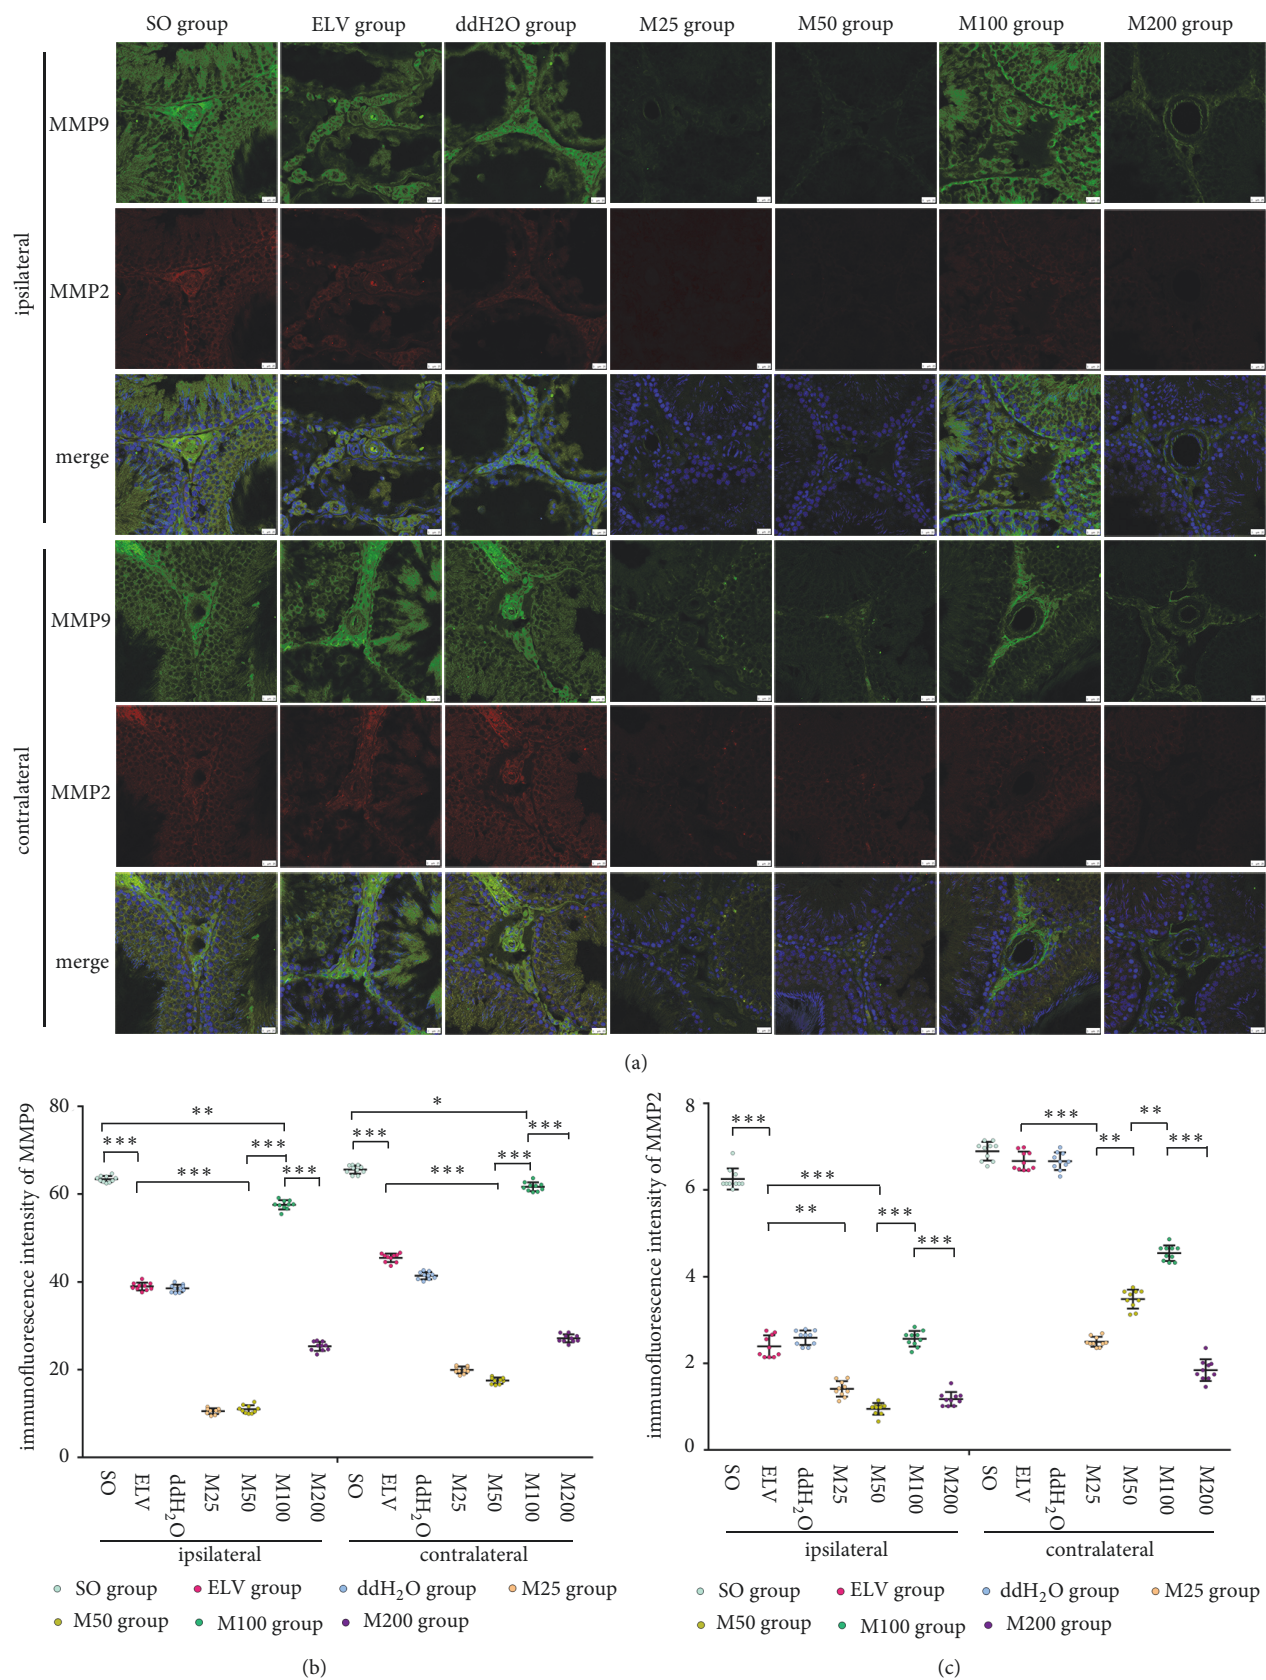 SO group ELV group ddH2O group M25 group M50 group M100 group M200 group
ipsilateral
MMP9
MMP2
merge
contralateral
MMP9
MMP2
merge
(a)
immunofluorescence intensity of MMP9
80
60
40
20
0
** *** *** *** ***
* *** *** *** ***
SO ELV ddH₂O M25 M50 M100 M200 SO ELV ddH₂O M25 M50 M100 M200
ipsilateral contralateral
SO group ELV group ddH₂O group M25 group
M50 group M100 group M200 group
(b)
immunofluorescence intensity of MMP2
8
6
4
2
0
*** *** ** *** ***
*** ** ** ***
SO ELV ddH₂O M25 M50 M100 M200 SO ELV ddH₂O M25 M50 M100 M200
ipsilateral contralateral
SO group ELV group ddH₂O group M25 group
M50 group M100 group M200 group
(c)